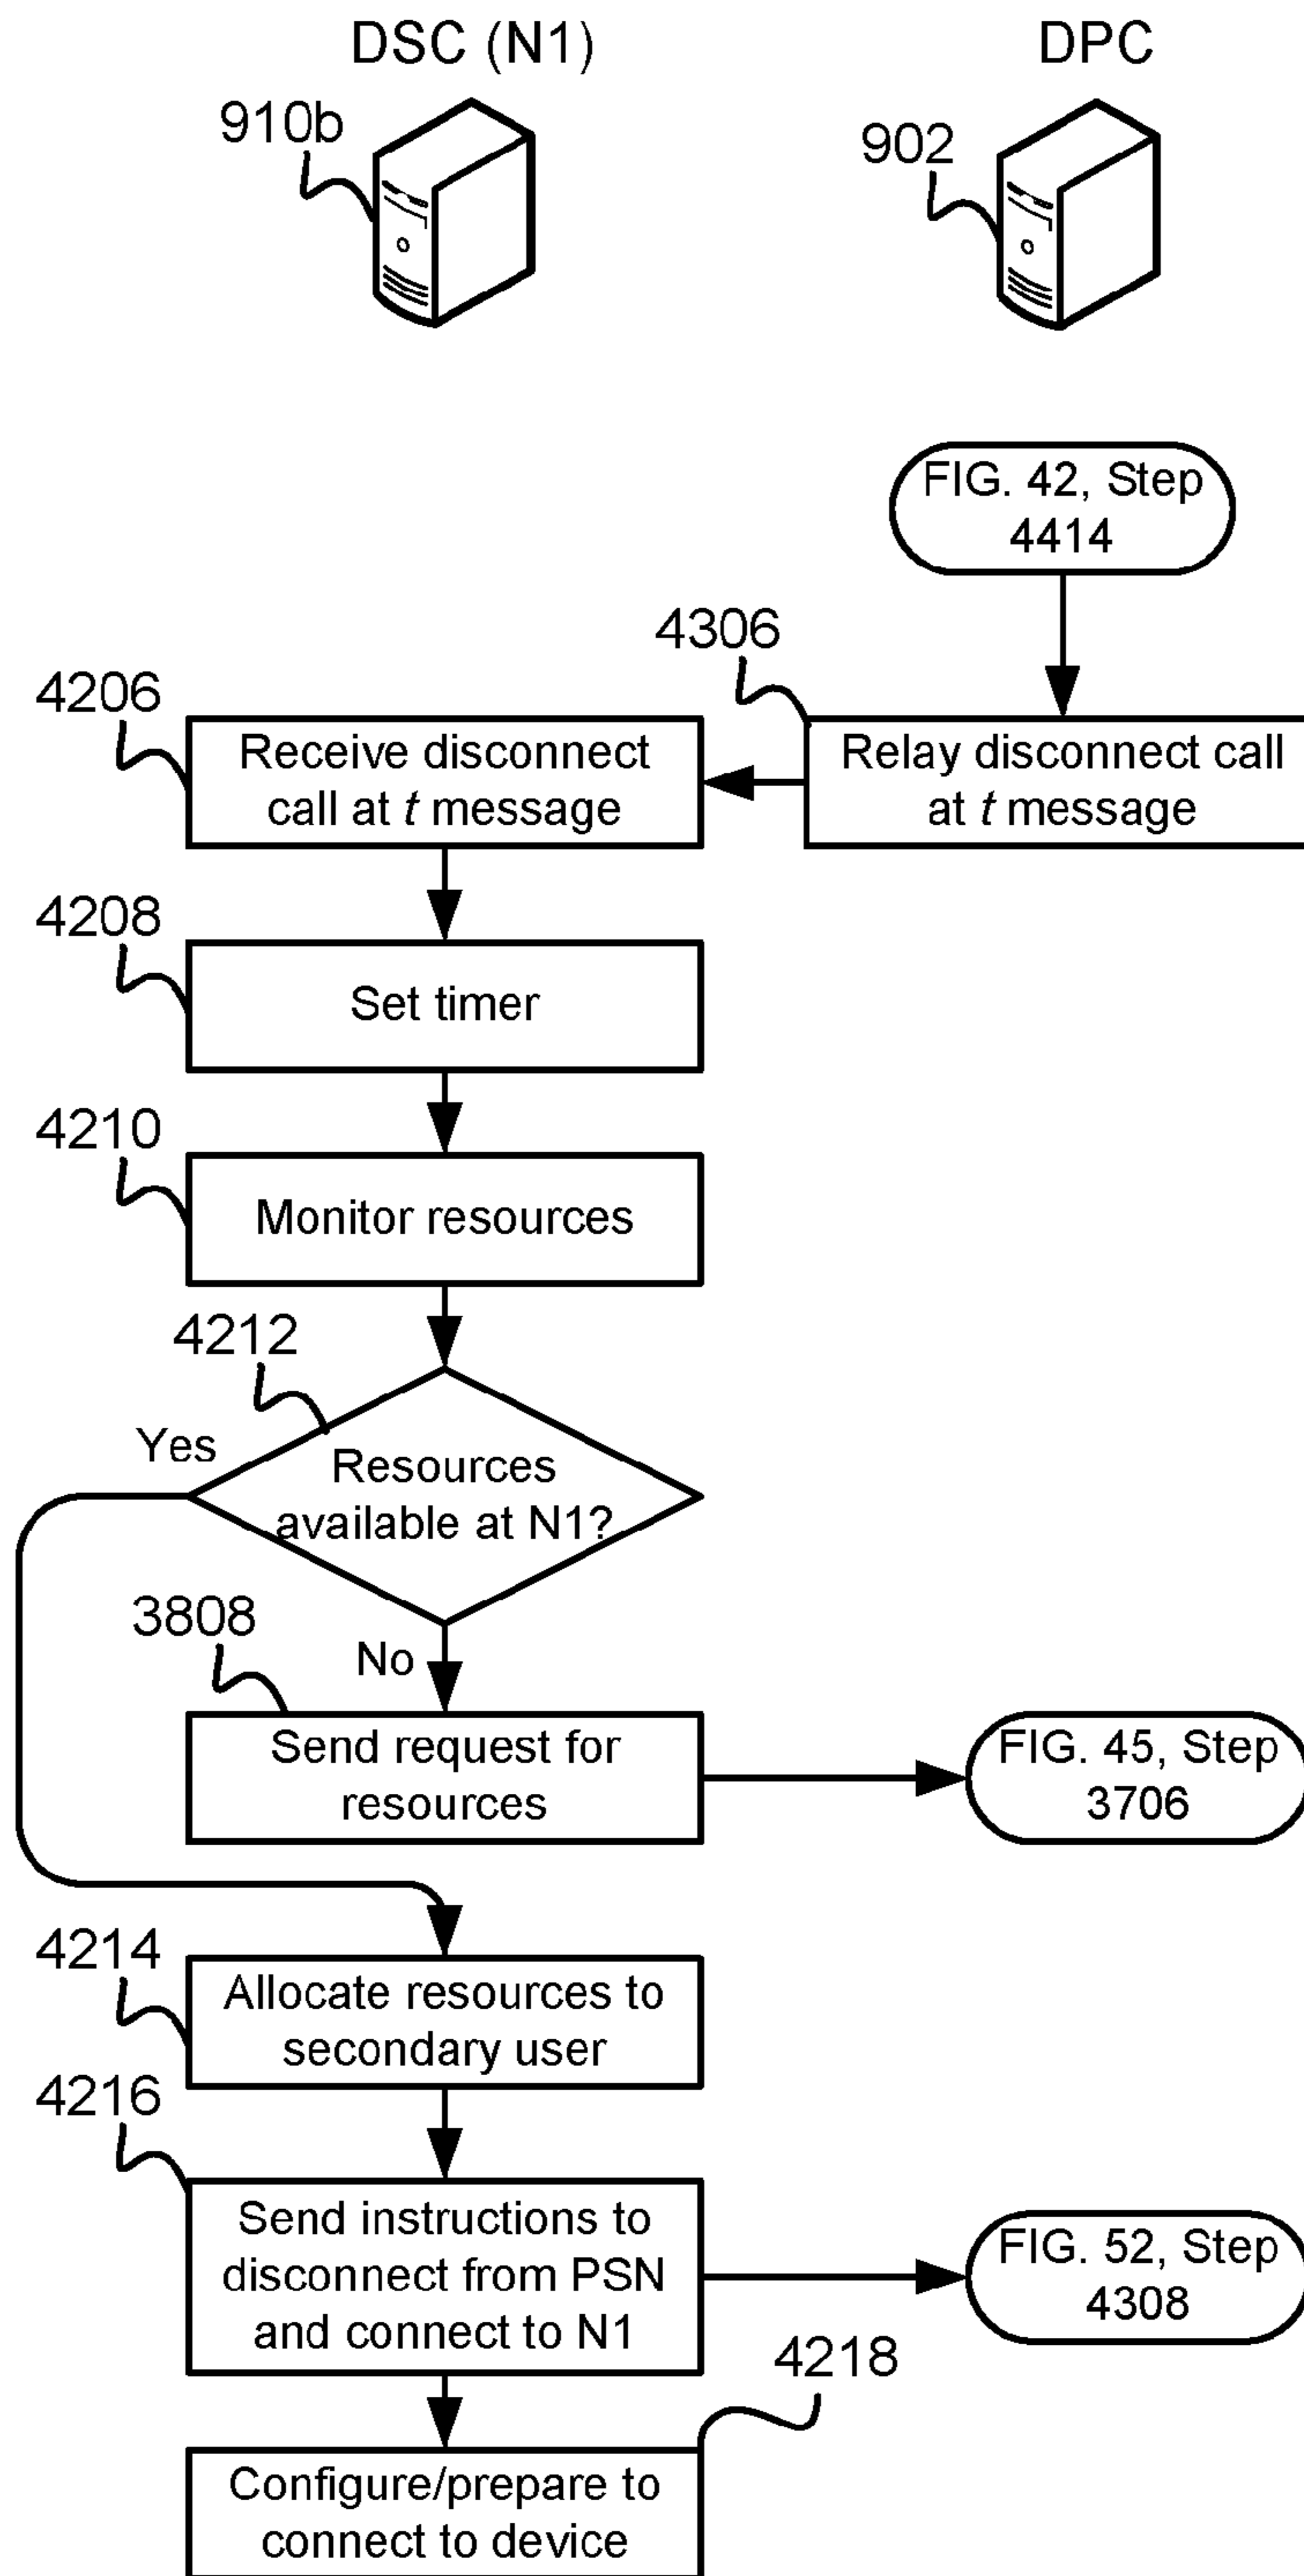 DSC (N1)
DPC
910b
902
FIG. 42, Step
4414
4306
4206
Receive disconnect
call at t message
Relay disconnect call
at t message
4208
Set timer
4210
Monitor resources
4212
Yes
Resources
available at N1?
3808
No
Send request for
resources
FIG. 45, Step
3706
4214
Allocate resources to
secondary user
4216
Send instructions to
disconnect from PSN
and connect to N1
FIG. 52, Step
4308
4218
Configure/prepare to
connect to device